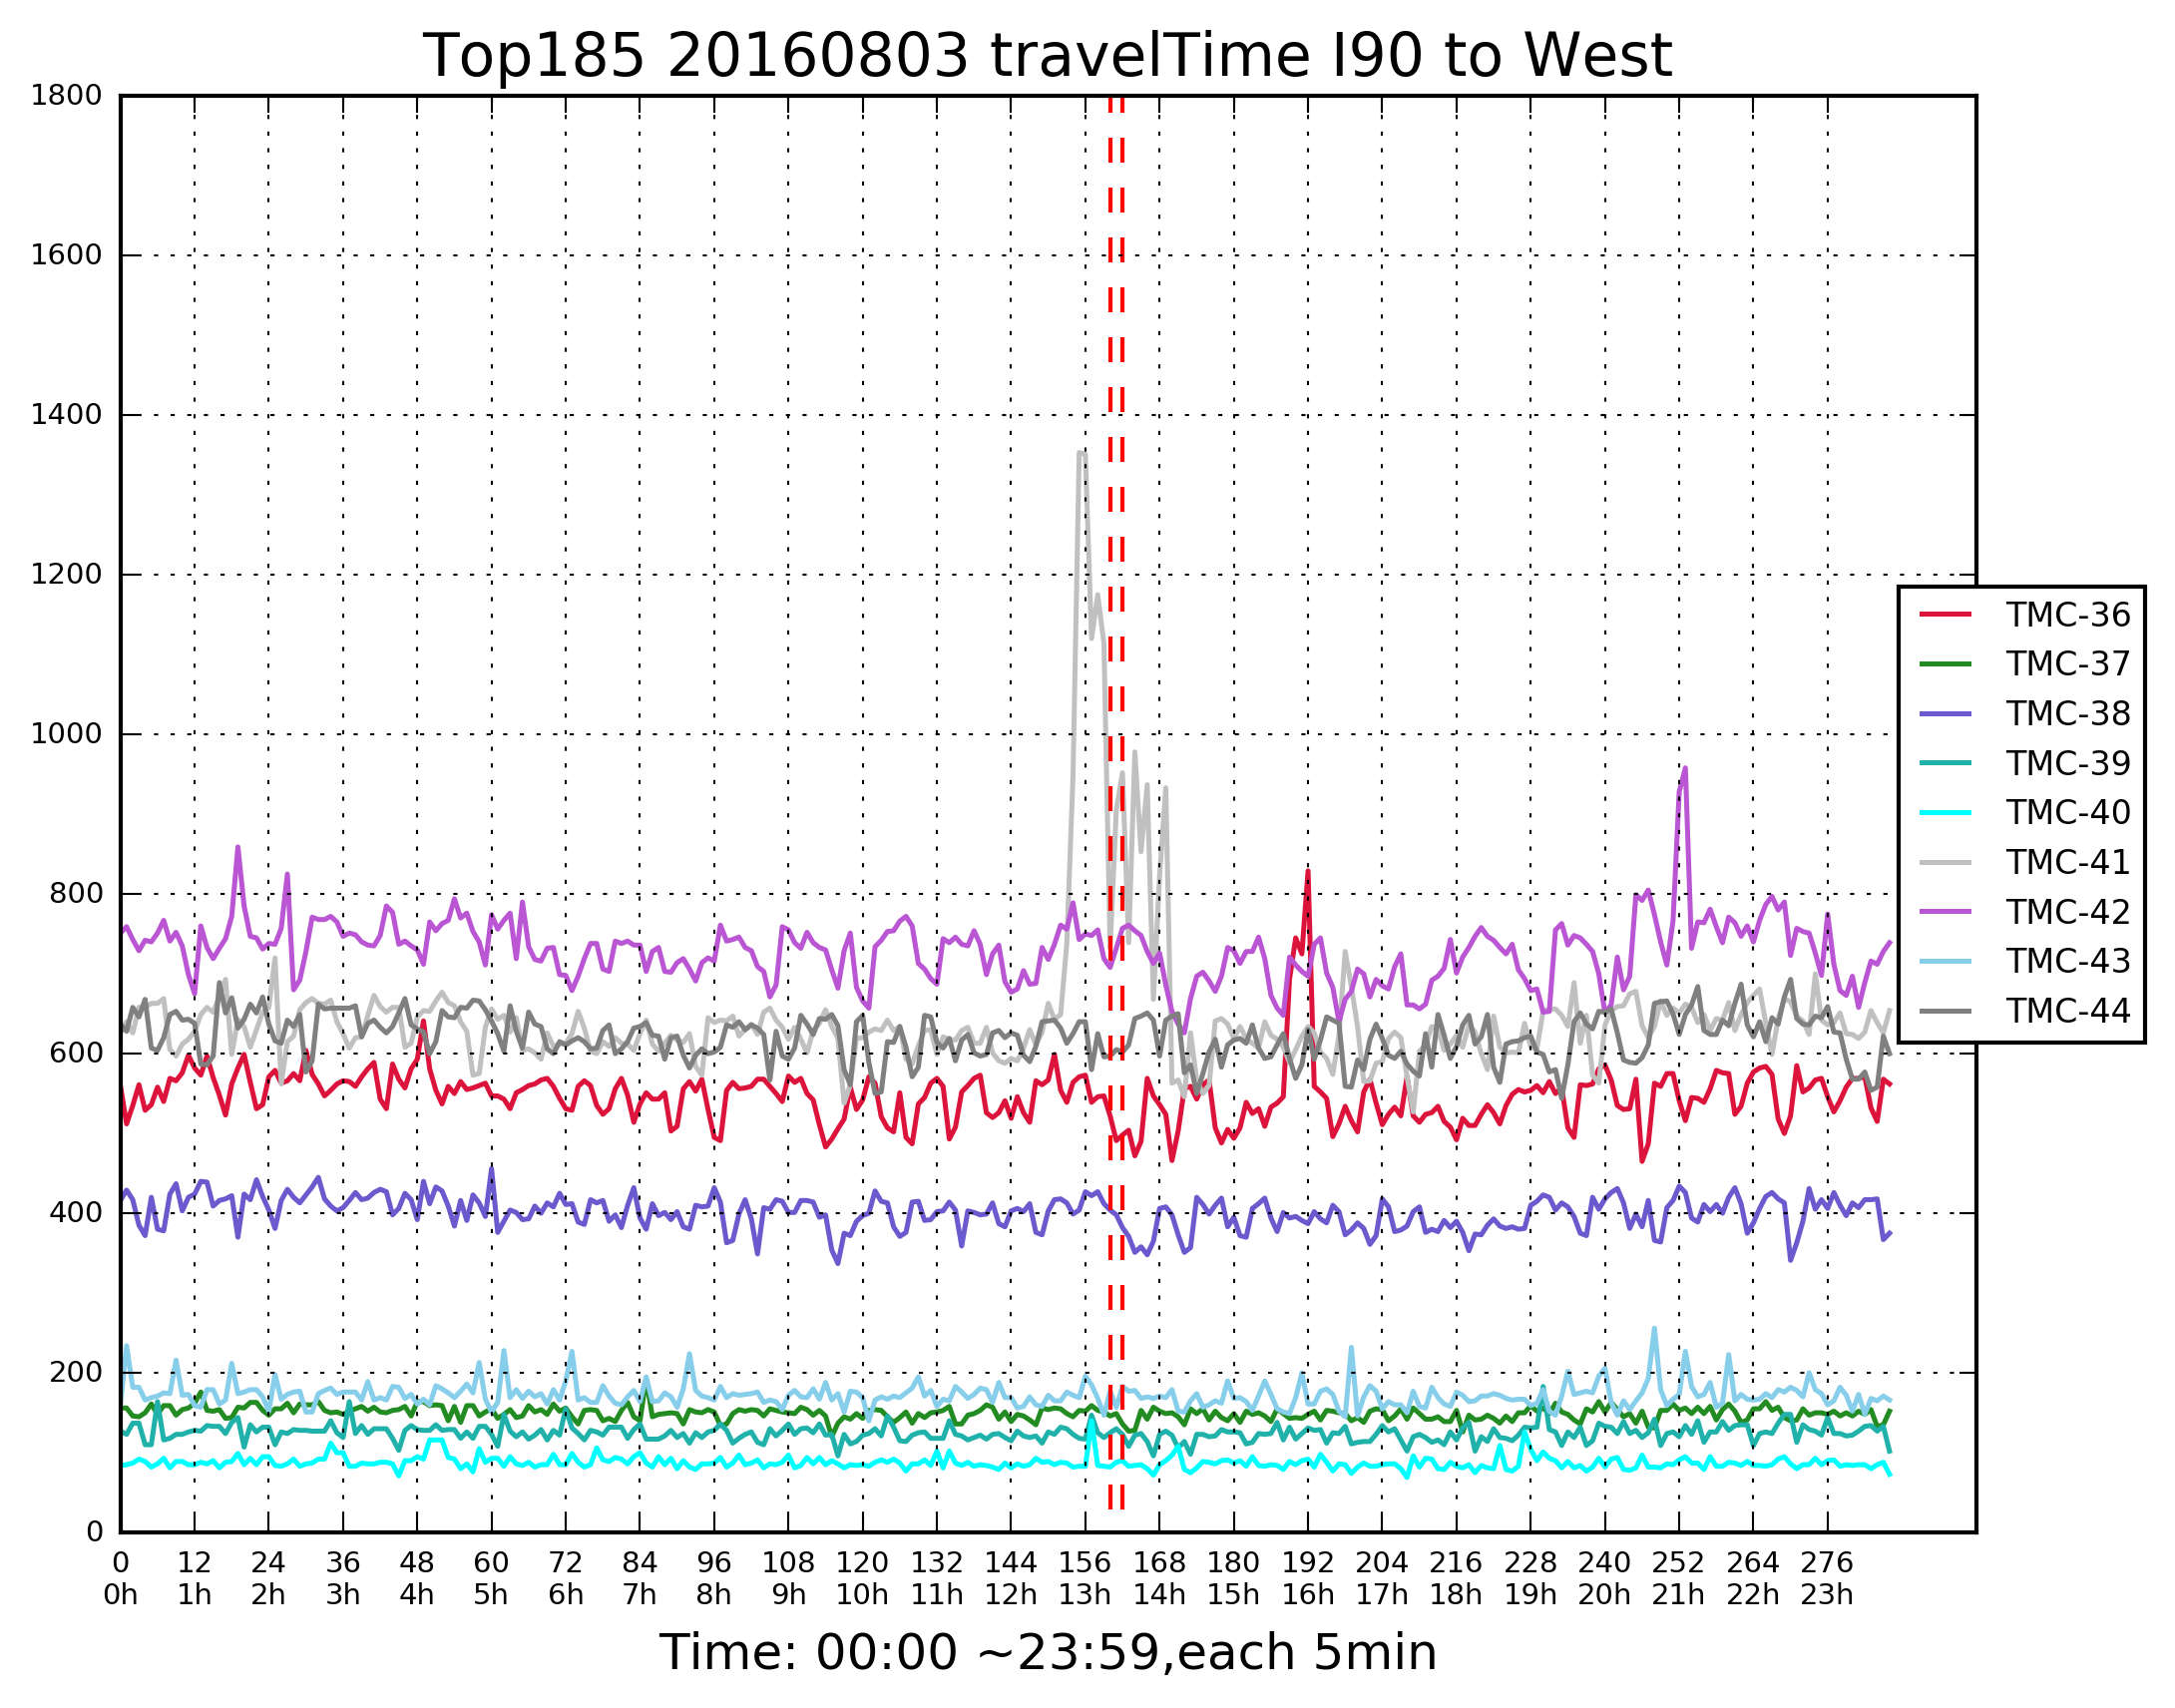 Top185 20160803 travelTime I90 to West
1800
1600
1400
1200
1000
800
600
400
200
0
TMC-36
TMC-37
TMC-38
TMC-39
TMC-40
TMC-41
TMC-42
TMC-43
TMC-44
0 12 24 36 48 60 72 84 96 108 120 132 144 156 168 180 192 204 216 228 240 252 264 276
0h 1h 2h 3h 4h 5h 6h 7h 8h 9h 10h 11h 12h 13h 14h 15h 16h 17h 18h 19h 20h 21h 22h 23h
Time: 00:00 ~23:59,each 5min